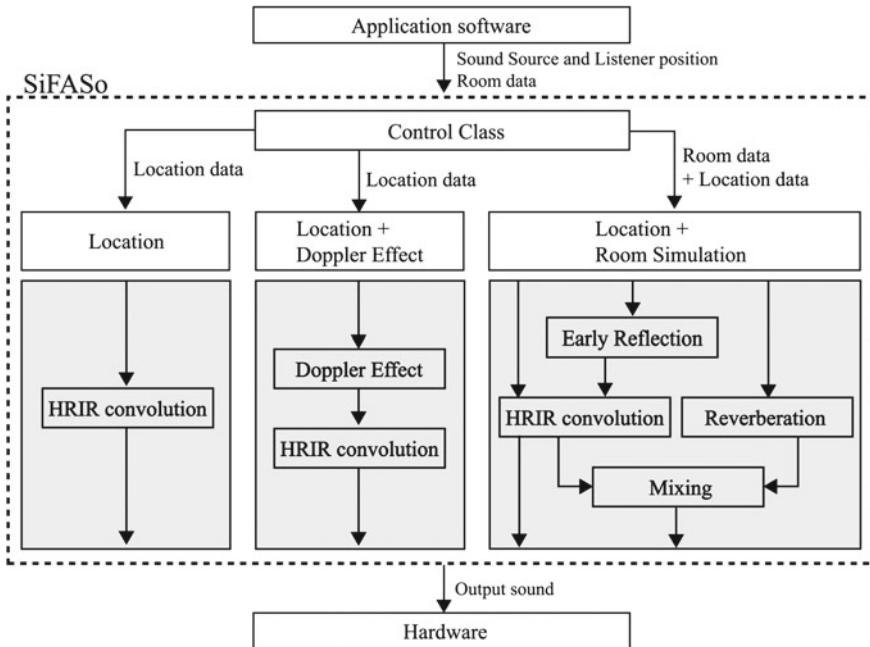 Application software
Sound Source and Listener position
Room data
SiFASo
Control Class
Location data
Location data
Room data
+ Location data
Location
Location +
Doppler Effect
Location +
Room Simulation
HRIR convolution
Doppler Effect
HRIR convolution
Early Reflection
HRIR convolution
Reverberation
Mixing
Output sound
Hardware